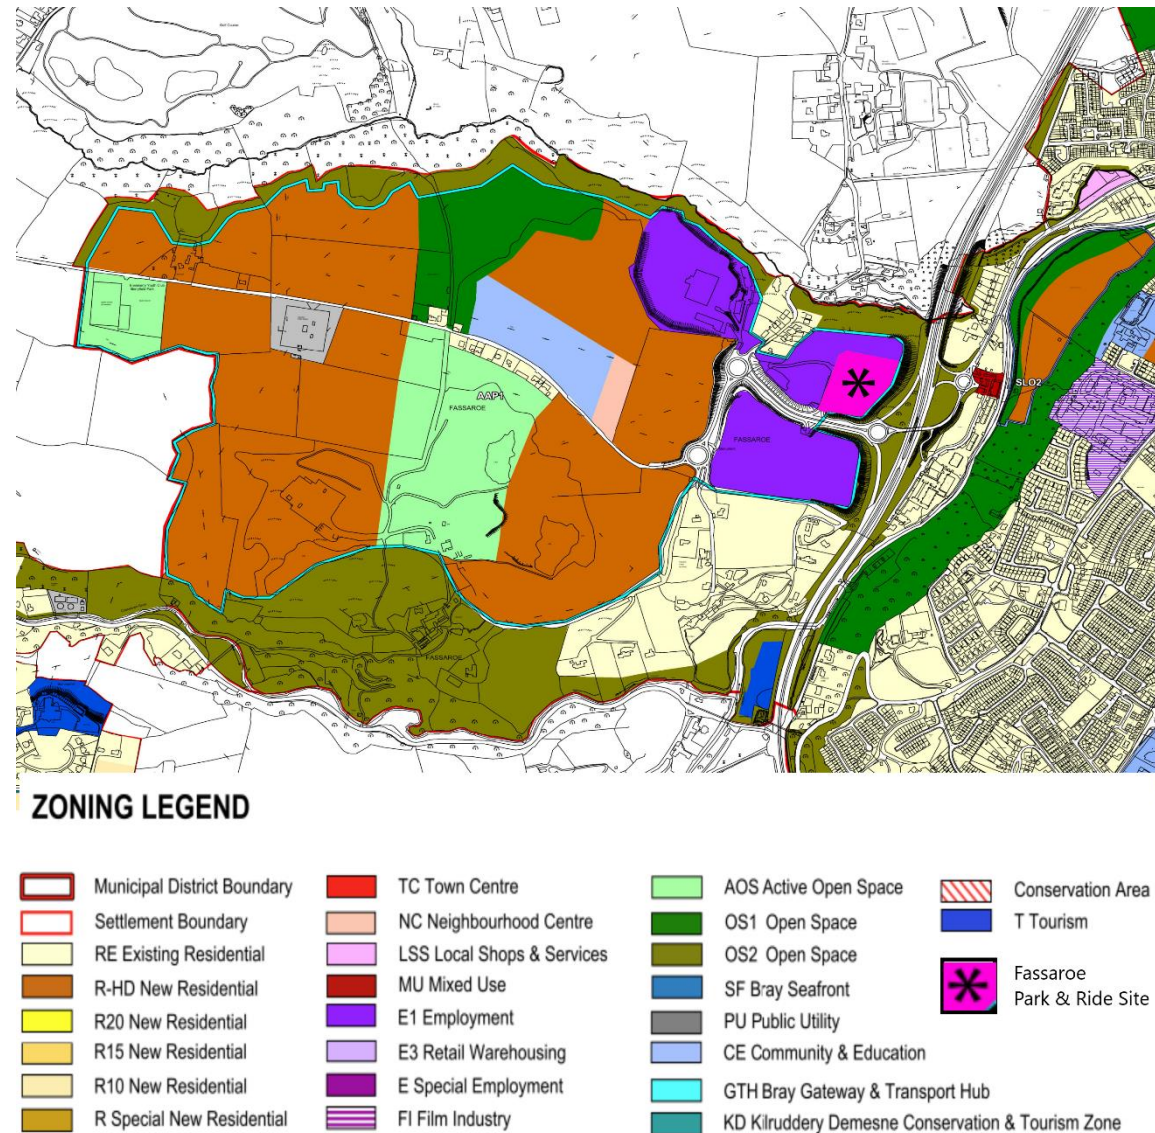 AAP1
FASSAROE
FASSAROE
SLO2
FASSAROE
ZONING LEGEND
Municipal District Boundary
Settlement Boundary
RE Existing Residential
R-HD New Residential
R20 New Residential
R15 New Residential
R10 New Residential
R Special New Residential
TC Town Centre
NC Neighbourhood Centre
LSS Local Shops & Services
MU Mixed Use
E1 Employment
E3 Retail Warehousing
E Special Employment
FI Film Industry
AOS Active Open Space
OS1 Open Space
OS2 Open Space
SF Bray Seafront
PU Public Utility
CE Community & Education
GTH Bray Gateway & Transport Hub
KD Kilruddery Demesne Conservation & Tourism Zone
Conservation Area
T Tourism
Fassaroe
Park & Ride Site